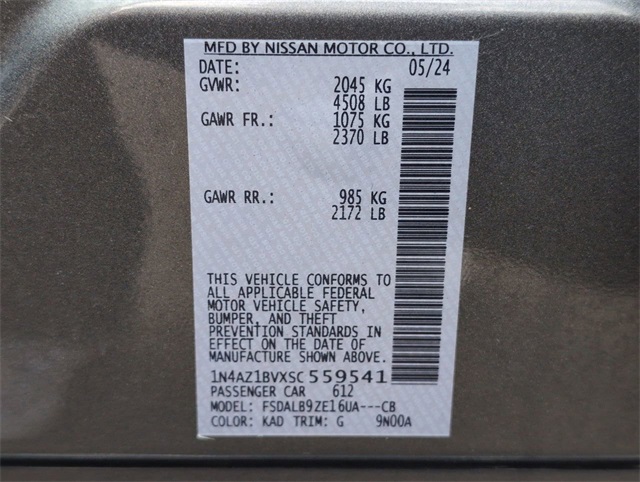 MFD BY NISSAN MOTOR CO., LTD.
DATE: 05/24
GVWR: 2045 KG
4508 LB
GAWR FR.: 1075 KG
2370 LB
GAWR RR.: 985 KG
2172 LB
THIS VEHICLE CONFORMS TO
ALL APPLICABLE FEDERAL
MOTOR VEHICLE SAFETY,
BUMPER, AND THEFT
PREVENTION STANDARDS IN
EFFECT ON THE DATE OF
MANUFACTURE SHOWN ABOVE.
1N4AZ1BVXSC559541
PASSENGER CAR 612
MODEL: FSDALB9ZE16UA---CB
COLOR: KAD TRIM: G 9N00A